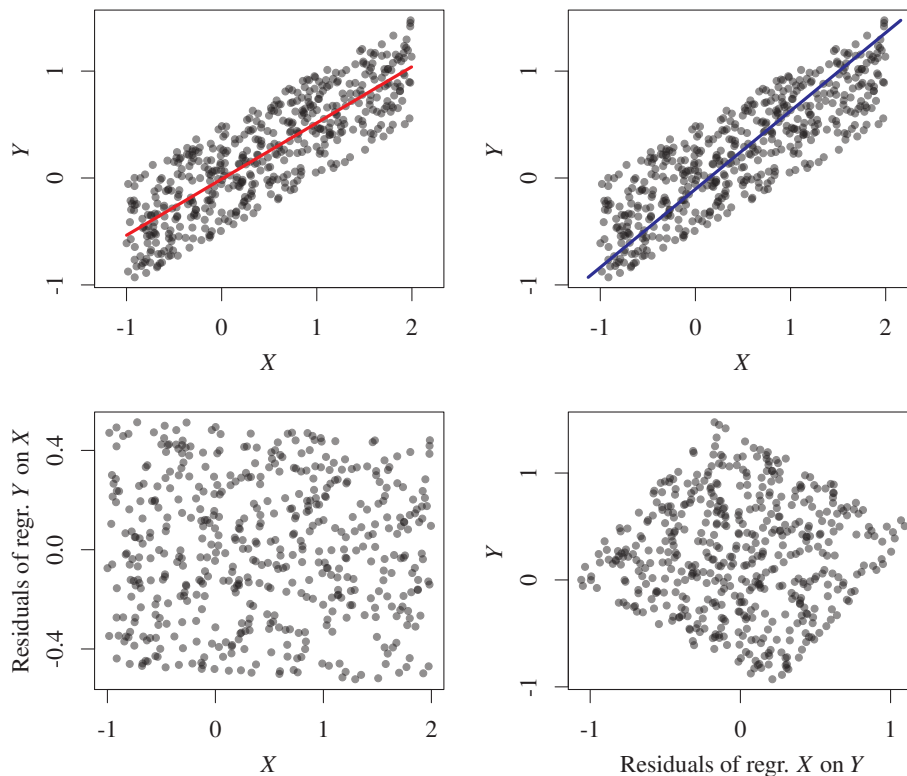 1
0
-1
Y
-1 0 1 2
X
1
0
-1
Y
-1 0 1 2
X
0.4
0.0
-0.4
Residuals of regr. Y on X
-1 0 1 2
X
1
0
-1
Y
-1 0 1
Residuals of regr. X on Y